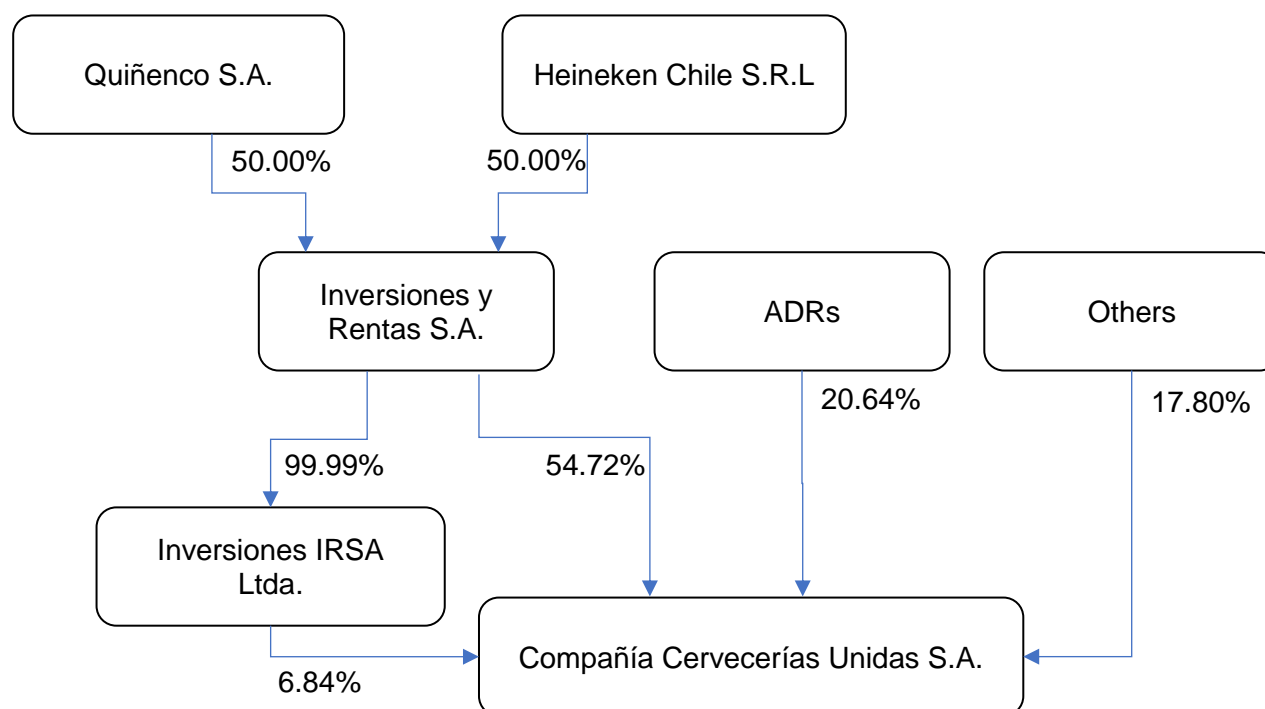 Quiñenco S.A.
Heineken Chile S.R.L
50.00%
50.00%
Inversiones y
Rentas S.A.
ADRs
Others
20.64%
17.80%
99.99%
54.72%
Inversiones IRSA
Ltda.
Compañía Cervecerías Unidas S.A.
6.84%